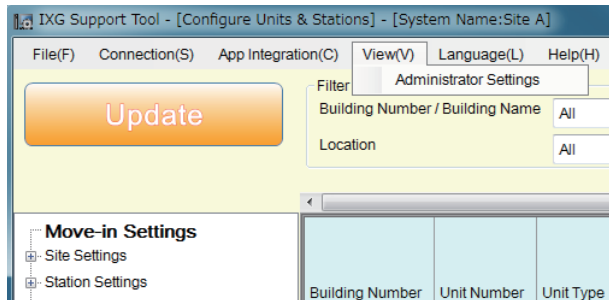 IXG Support Tool - [Configure Units & Stations] - [System Name:Site A]
File(F) Connection(S) App Integration(C) View(V) Language(L) Help(H)
Administrator Settings
Update
Filter
Building Number / Building Name All
Location All
Move-in Settings
Site Settings
Station Settings
Building Number Unit Number Unit Type